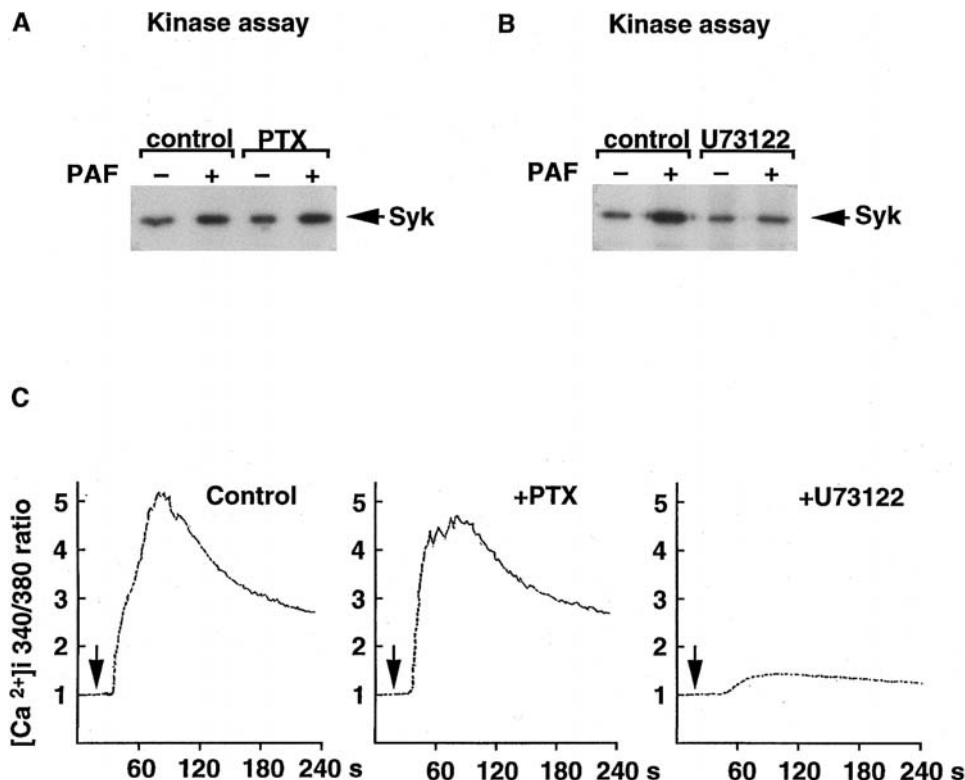 A Kinase assay
B Kinase assay
control PTX
PAF − + − +
Syk
control U73122
PAF − + − +
Syk
C
[Ca 2+]i 340/380 ratio
5
4
3
2
1
Control
60 120 180 240 s
5
4
3
2
1
+PTX
60 120 180 240 s
5
4
3
2
1
+U73122
60 120 180 240 s